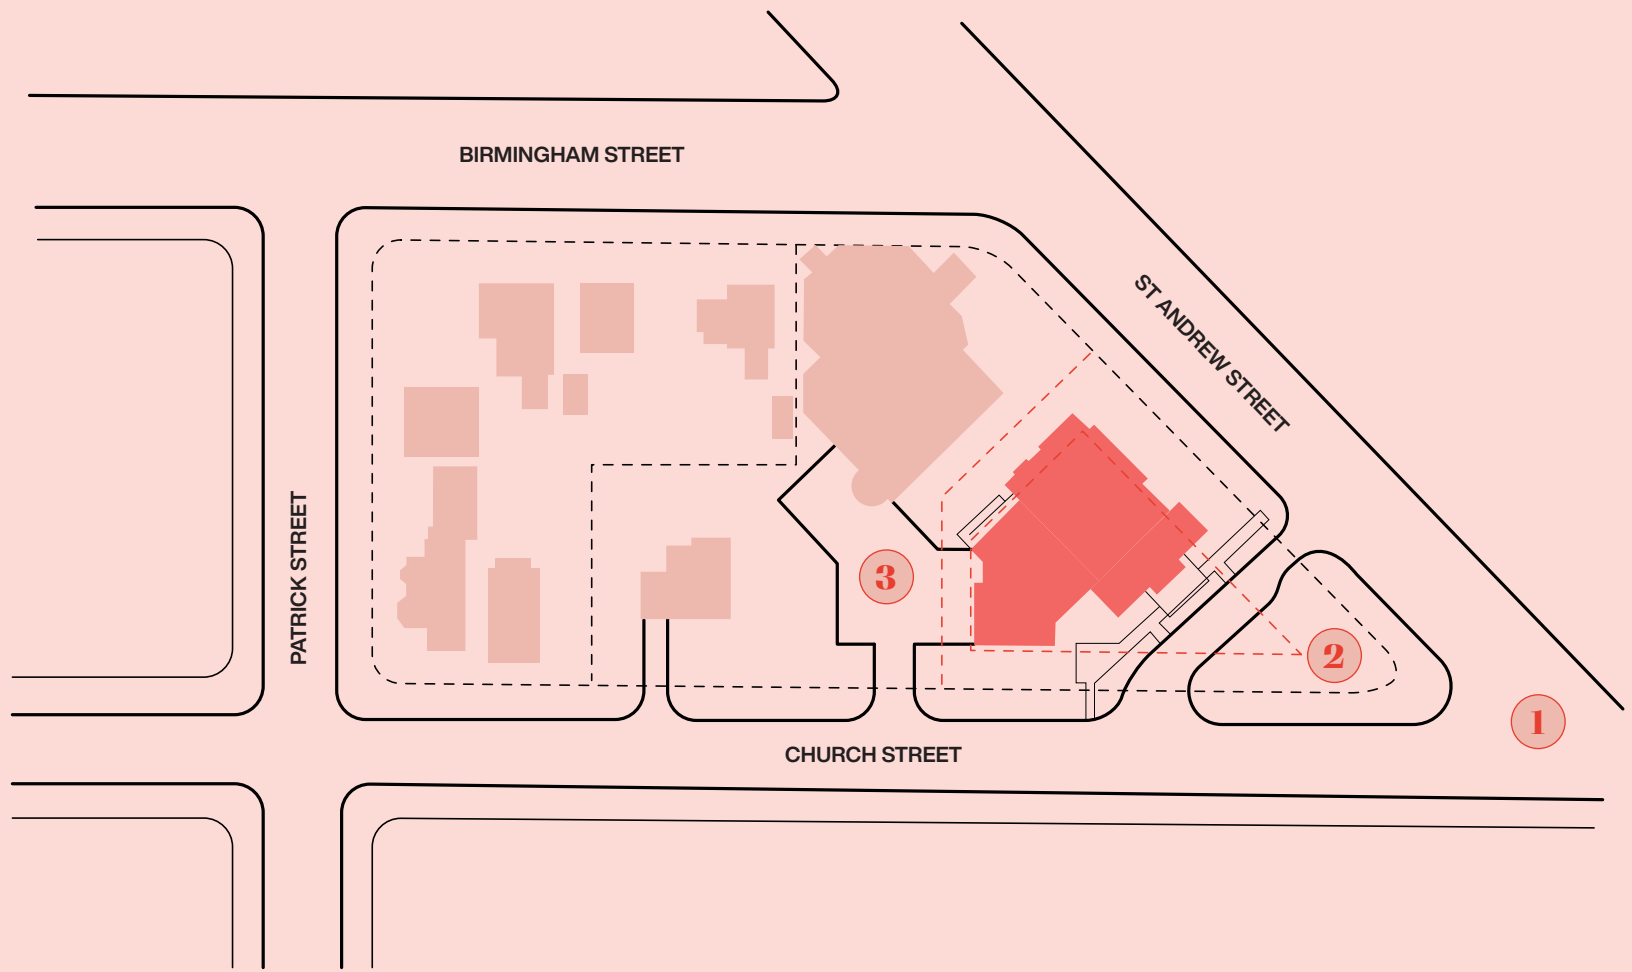 BIRMINGHAM STREET
ST ANDREW STREET
PATRICK STREET
3
2
1
CHURCH STREET